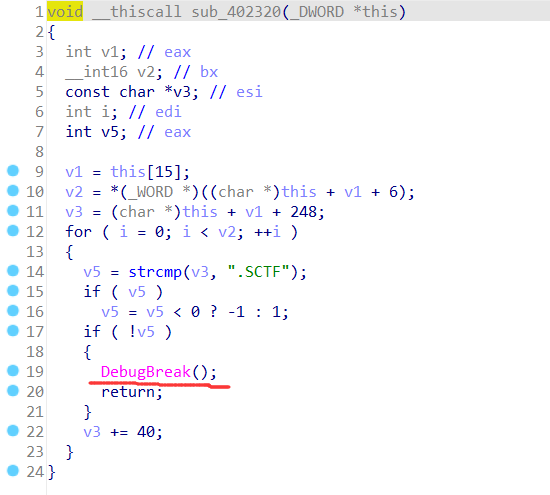 1 void __thiscall sub_402320(_DWORD *this)
2 {
3   int v1; // eax
4   __int16 v2; // bx
5   const char *v3; // esi
6   int i; // edi
7   int v5; // eax
8
9   v1 = this[15];
10   v2 = *(_WORD *)((char *)this + v1 + 6);
11   v3 = (char *)this + v1 + 248;
12   for ( i = 0; i < v2; ++i )
13   {
14     v5 = strcmp(v3, ".SCTF");
15     if ( v5 )
16       v5 = v5 < 0 ? -1 : 1;
17     if ( !v5 )
18     {
19       DebugBreak();
20       return;
21     }
22     v3 += 40;
23   }
24 }